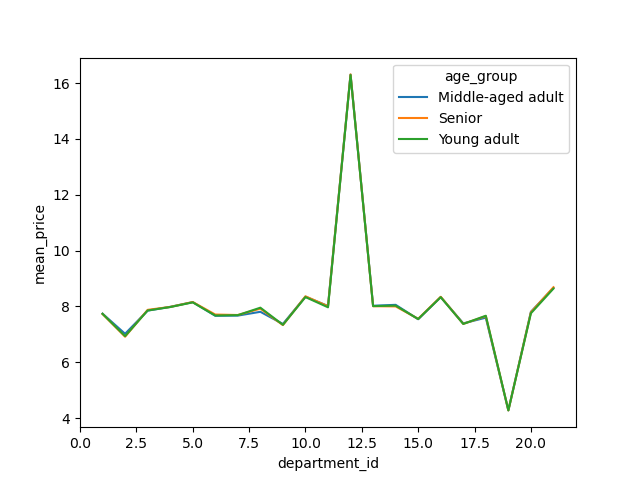 age_group
Middle-aged adult
Senior
Young adult
16
14
12
10
8
6
4
mean_price
0.0 2.5 5.0 7.5 10.0 12.5 15.0 17.5 20.0
department_id